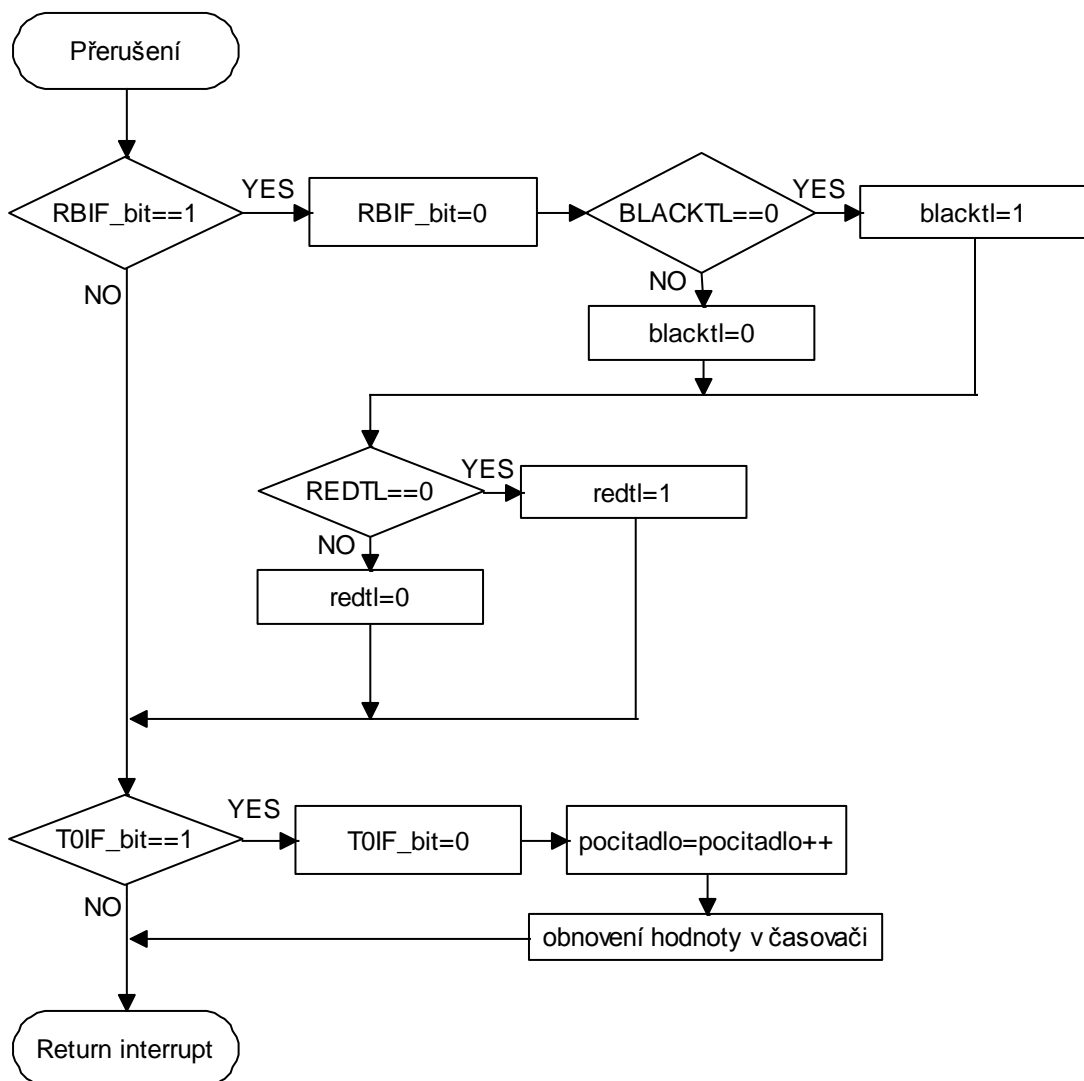 Přerušení
RBIF_bit==1
YES
RBIF_bit=0
BLACKTL==0
YES
blacktl=1
NO
NO
blacktl=0
REDTL==0
YES
redtl=1
NO
redtl=0
T0IF_bit==1
YES
T0IF_bit=0
pocitadlo=pocitadlo++
NO
obnovení hodnoty v časovači
Return interrupt